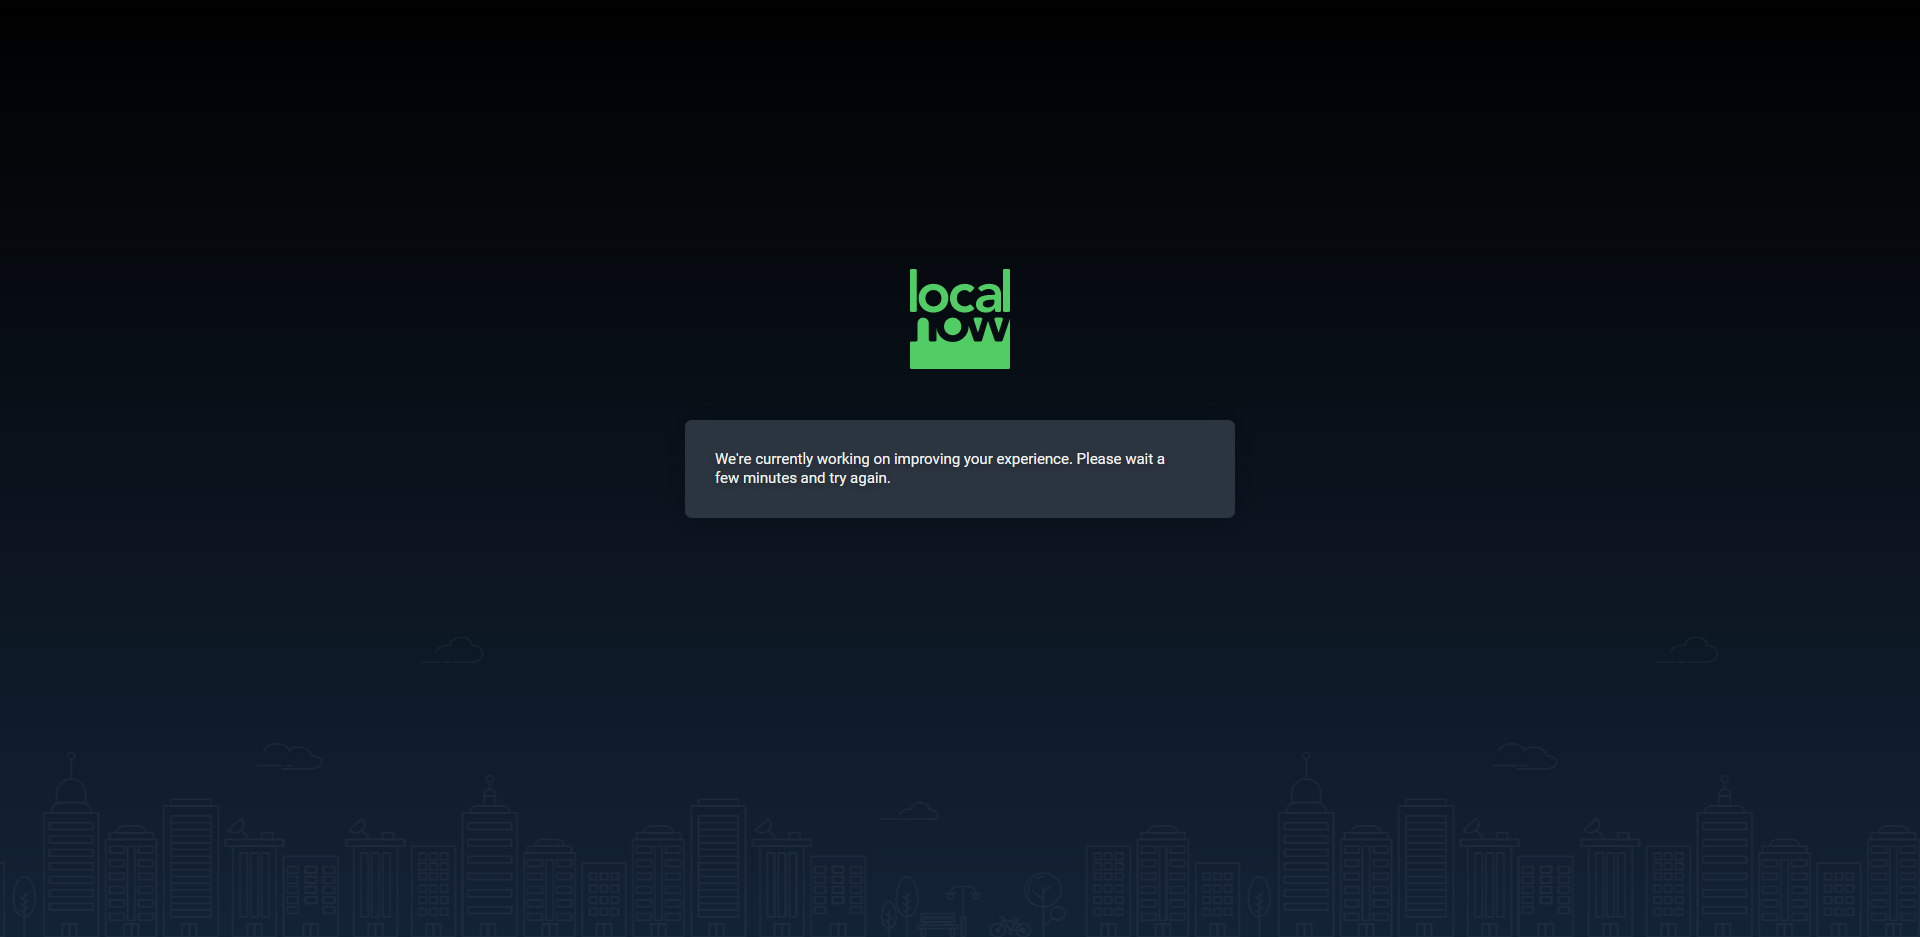 local
now
We're currently working on improving your experience. Please wait a
few minutes and try again.